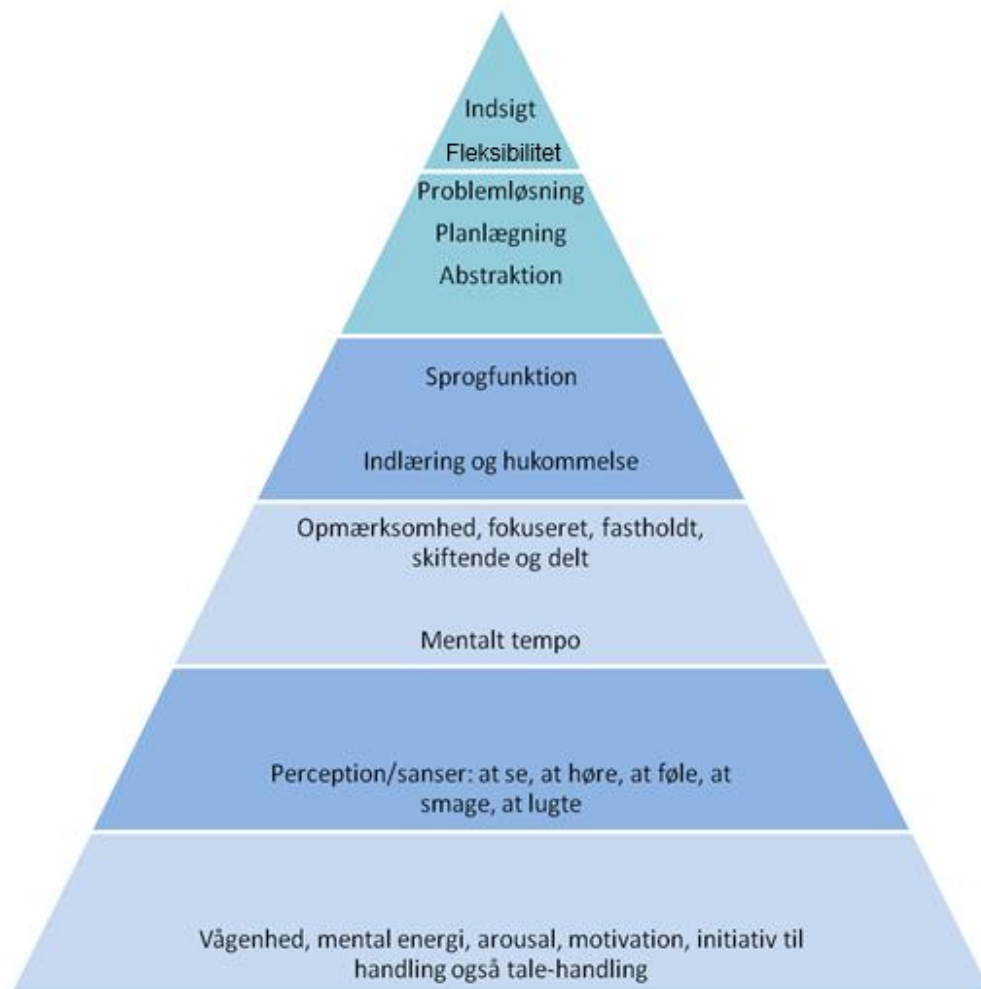 Indsigt
Fleksibilitet
Problemløsning
Planlægning
Abstraktion
Sprogfunktion
Indlæring og hukommelse
Opmærksomhed, fokuseret, fastholdt,
skiftende og delt
Mentalt tempo
Perception/sanser: at se, at høre, at føle, at
smage, at lugte
Vågenhed, mental energi, arousal, motivation, initiativ til
handling også tale-handling